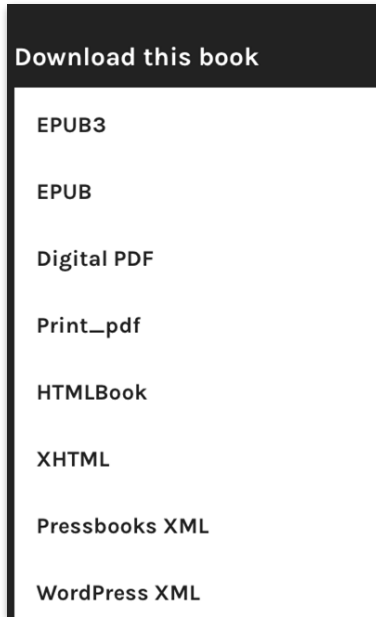 Download this book
EPUB3
EPUB
Digital PDF
Print_pdf
HTMLBook
XHTML
Pressbooks XML
WordPress XML